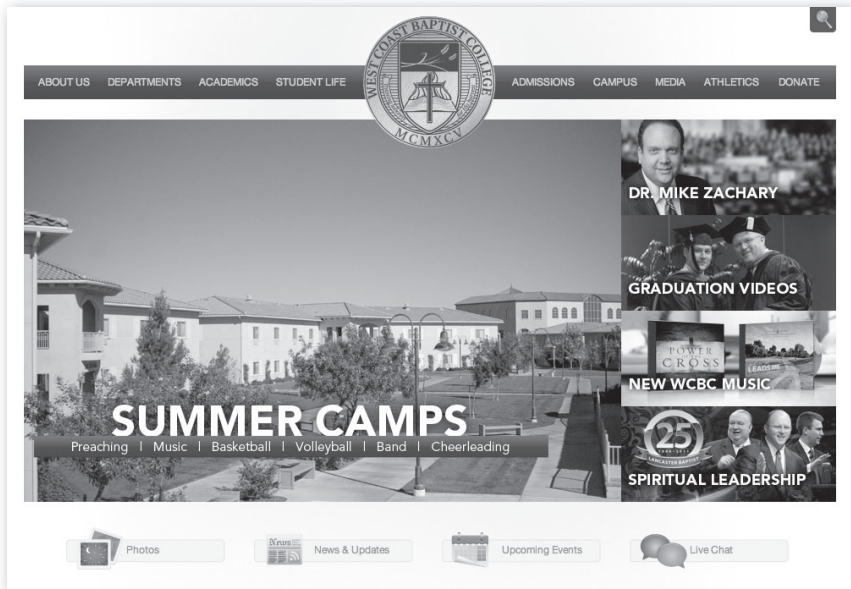 ABOUT US DEPARTMENTS ACADEMICS STUDENT LIFE
WEST COAST BAPTIST COLLEGE
MCMXCV
ADMISSIONS CAMPUS MEDIA ATHLETICS DONATE
DR. MIKE ZACHARY
GRADUATION VIDEOS
POWER
CROSS
LEADS ME
NEW WCBC MUSIC
SUMMER CAMPS
Preaching | Music | Basketball | Volleyball | Band | Cheerleading
25
LANCASTER BAPTIST
SPIRITUAL LEADERSHIP
Photos
News
News & Updates
Upcoming Events
Live Chat